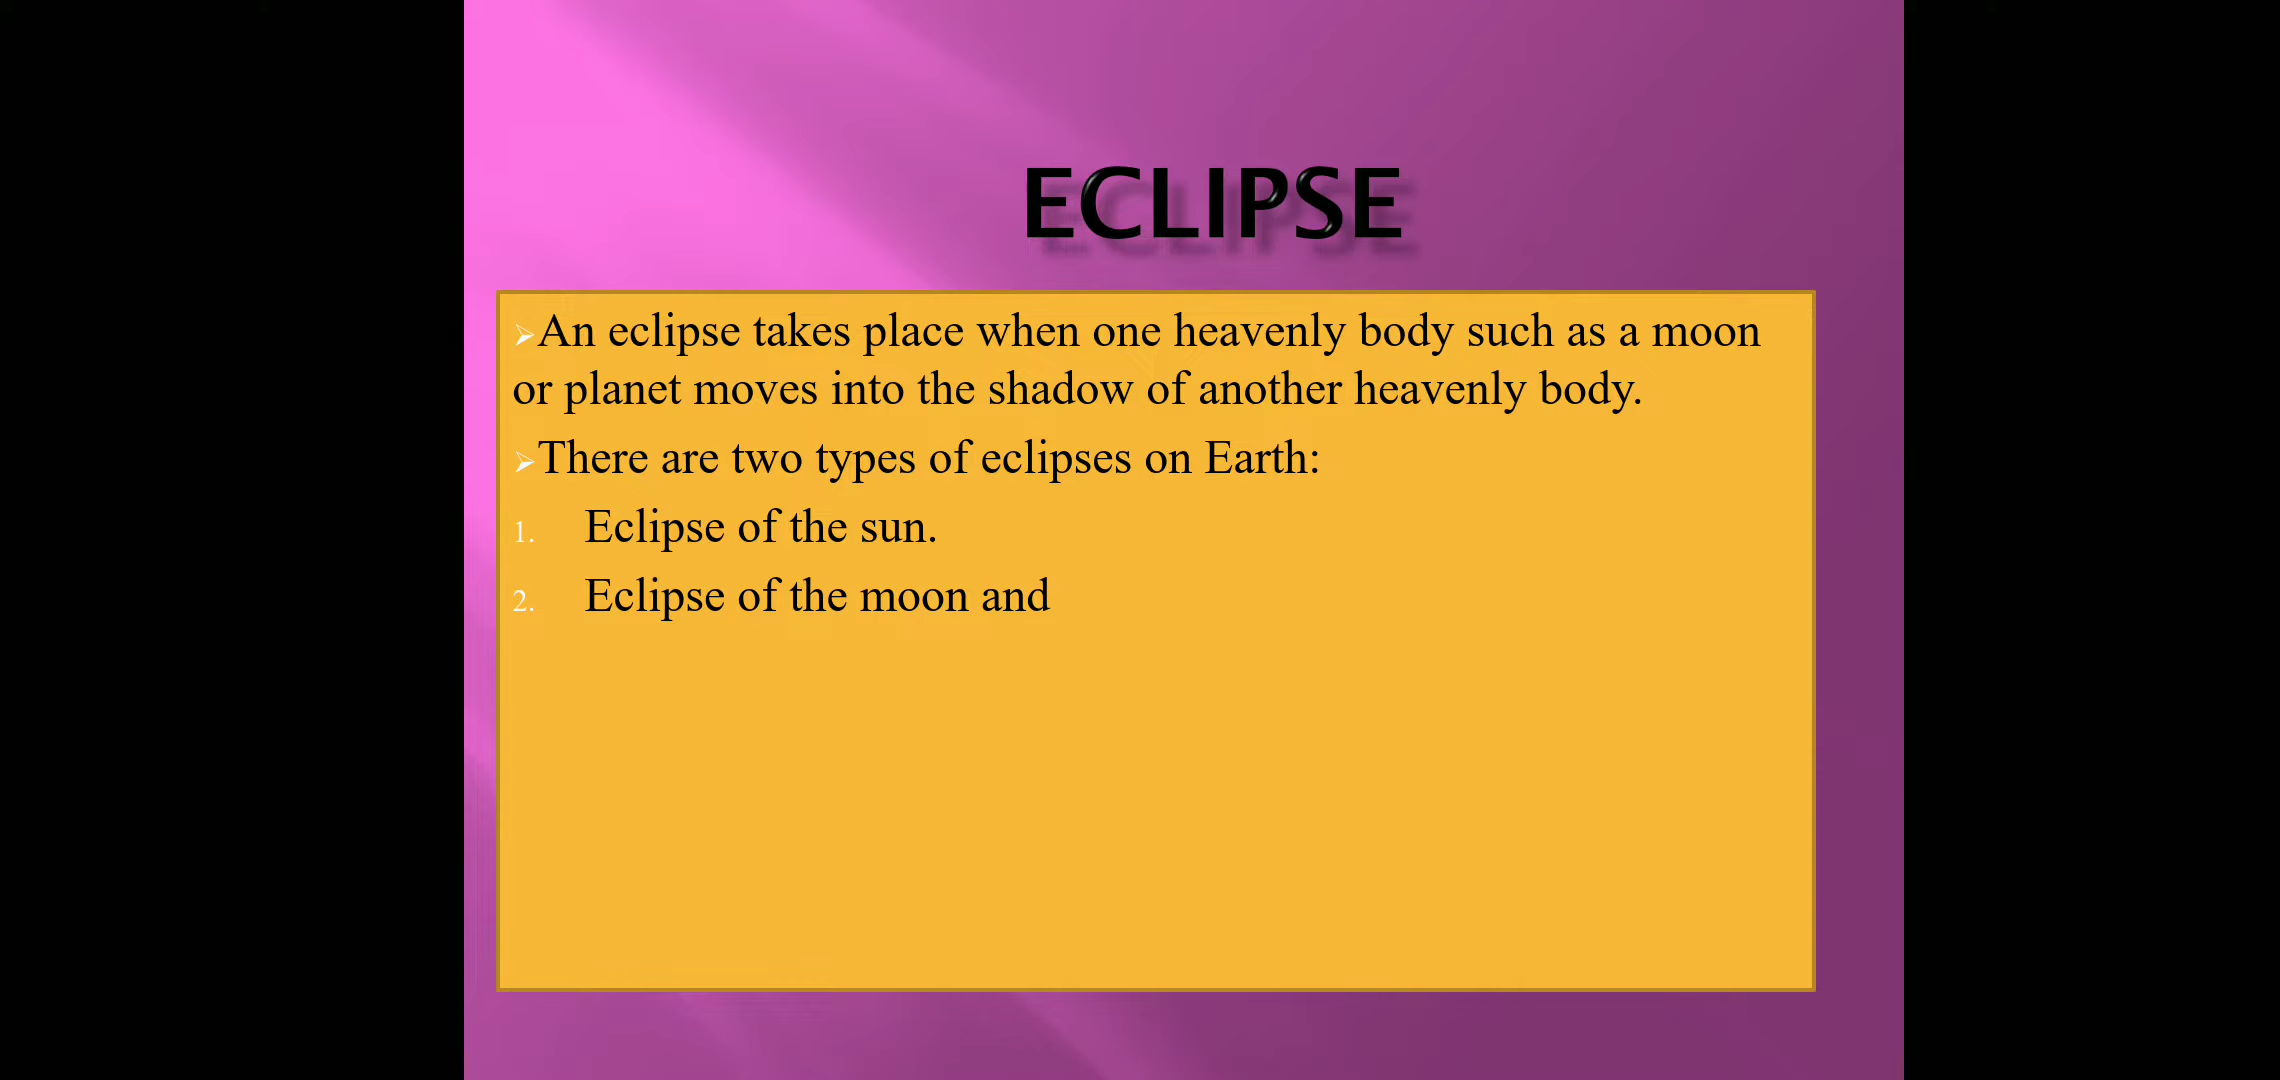 ECLIPSE
➢An eclipse takes place when one heavenly body such as a moon
or planet moves into the shadow of another heavenly body.
➢There are two types of eclipses on Earth:
1. Eclipse of the sun.
2. Eclipse of the moon and